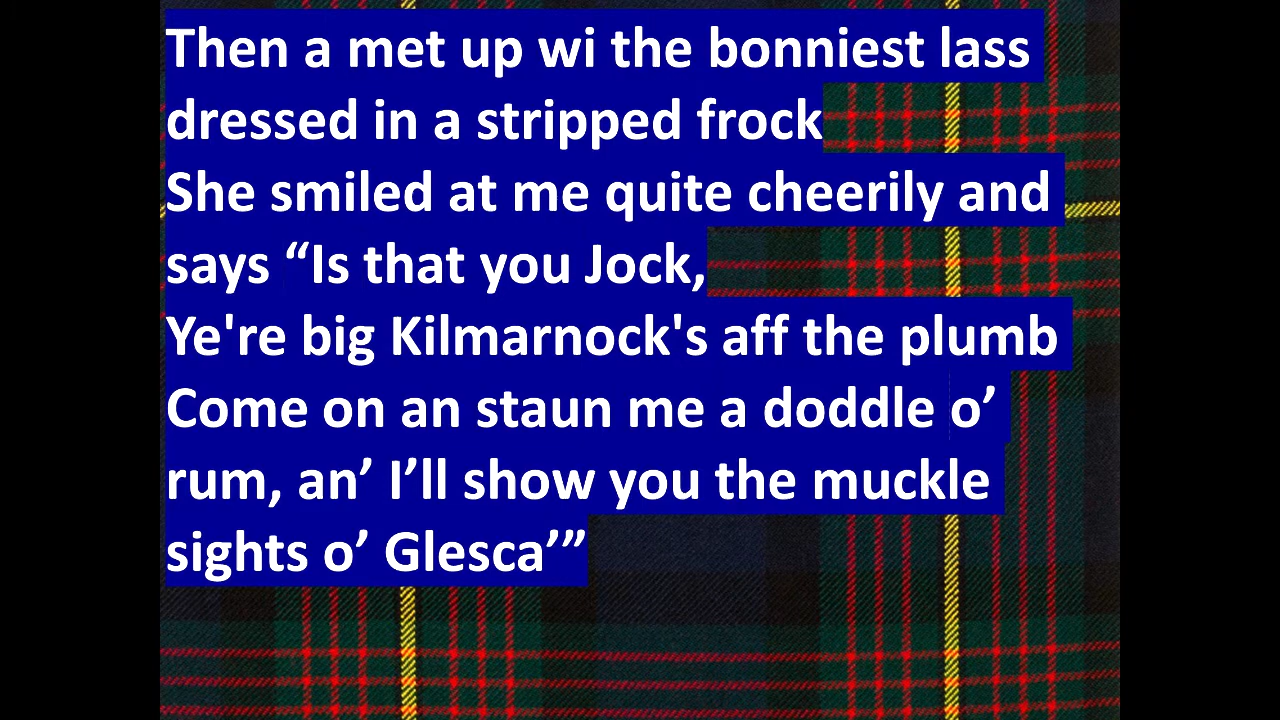 Then a met up wi the bonniest lass
dressed in a stripped frock
She smiled at me quite cheerily and
says “Is that you Jock,
Ye're big Kilmarnock's aff the plumb
Come on an staun me a doddle o’
rum, an’ I’ll show you the muckle
sights o’ Glesca’”